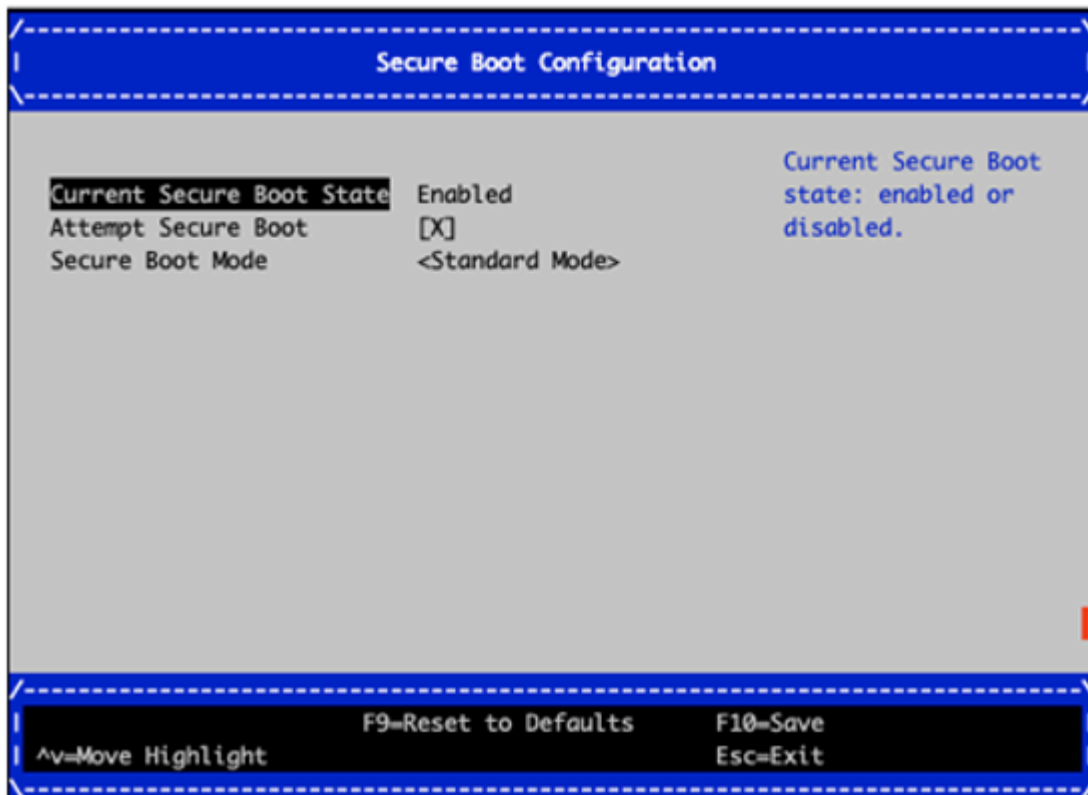 /------------------------------------------------------------------------------\
| Secure Boot Configuration |
\------------------------------------------------------------------------------/
Current Secure Boot State Enabled
Attempt Secure Boot [X]
Secure Boot Mode <Standard Mode>
Current Secure Boot
state: enabled or
disabled.
/------------------------------------------------------------------------------\
| F9=Reset to Defaults F10=Save |
| ^v=Move Highlight Esc=Exit |
\------------------------------------------------------------------------------/